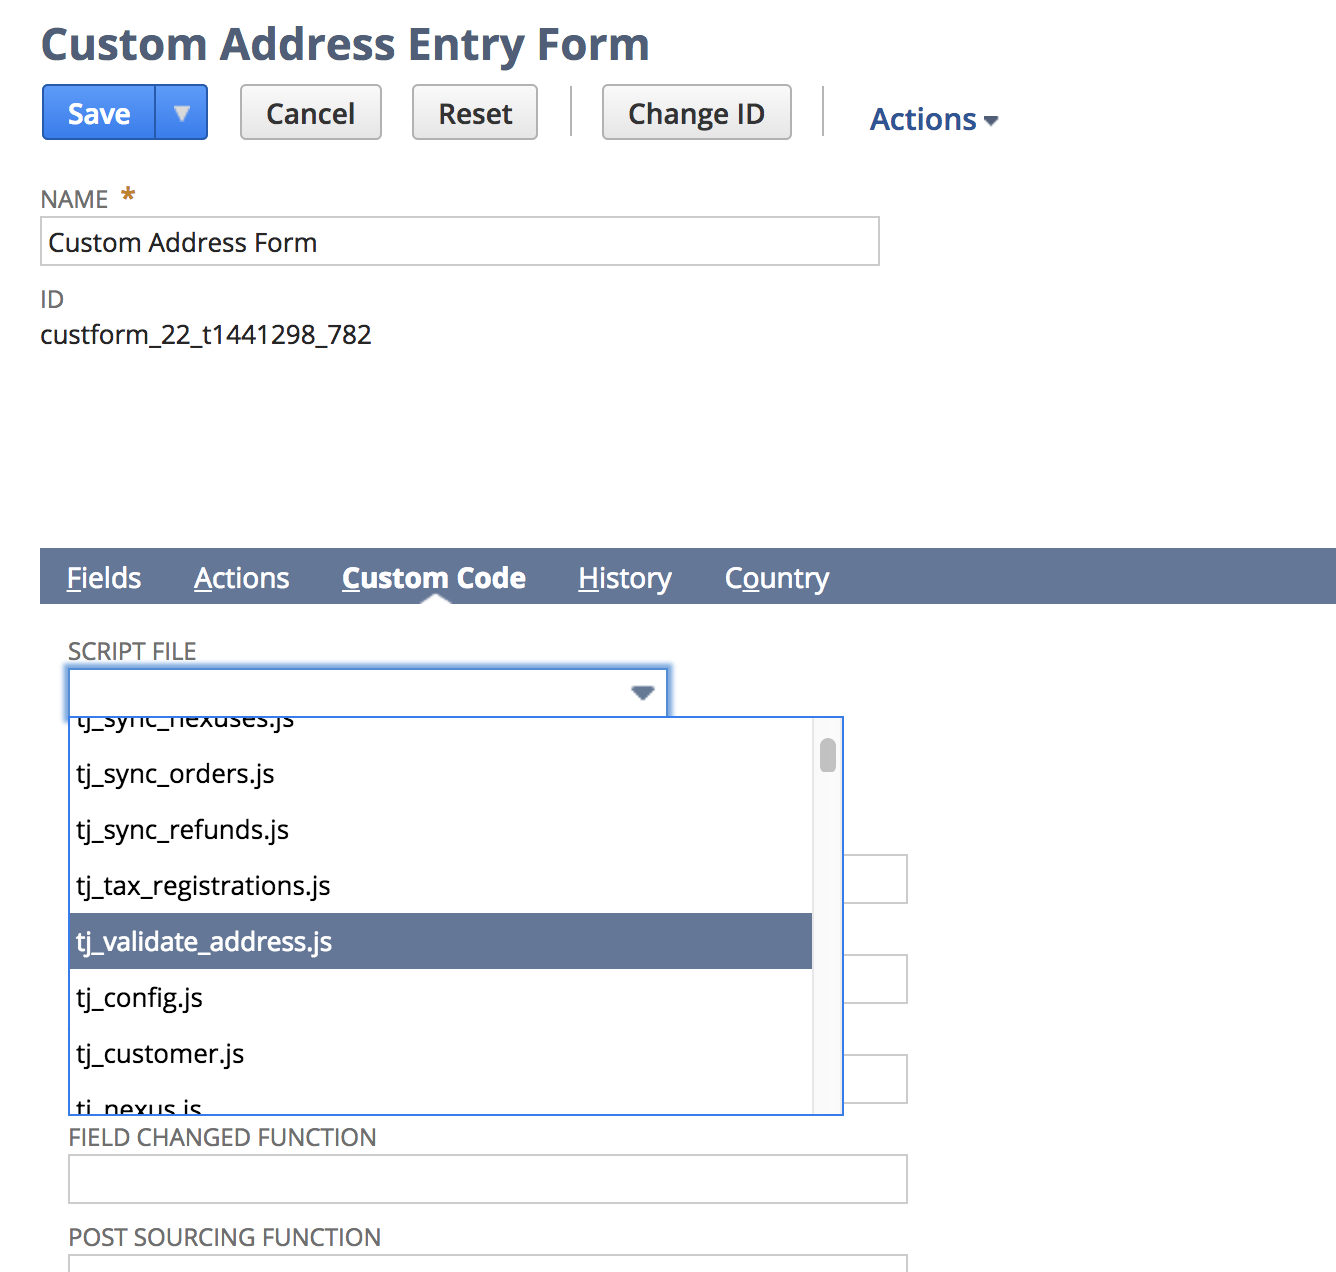 Custom Address Entry Form
Save Cancel Reset Change ID Actions
NAME *
Custom Address Form
ID
custform_22_t1441298_782
Fields Actions Custom Code History Country
SCRIPT FILE
tj_sync_nexuses.js
tj_sync_orders.js
tj_sync_refunds.js
tj_tax_registrations.js
tj_validate_address.js
tj_config.js
tj_customer.js
tj_nexus.js
FIELD CHANGED FUNCTION
POST SOURCING FUNCTION